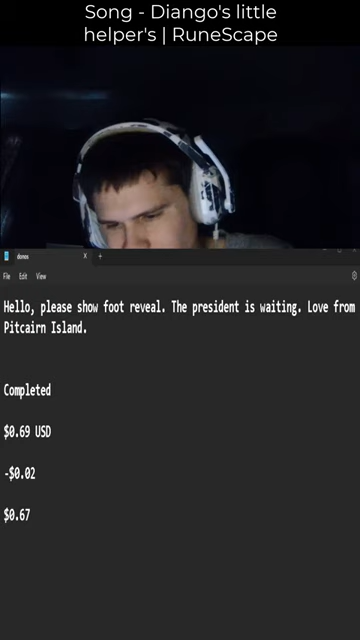 Song - Diango's little
helper's | RuneScape
donos
File Edit View
Hello, please show foot reveal. The president is waiting. Love from
Pitcairn Island.
Completed
$0.69 USD
-$0.02
$0.67